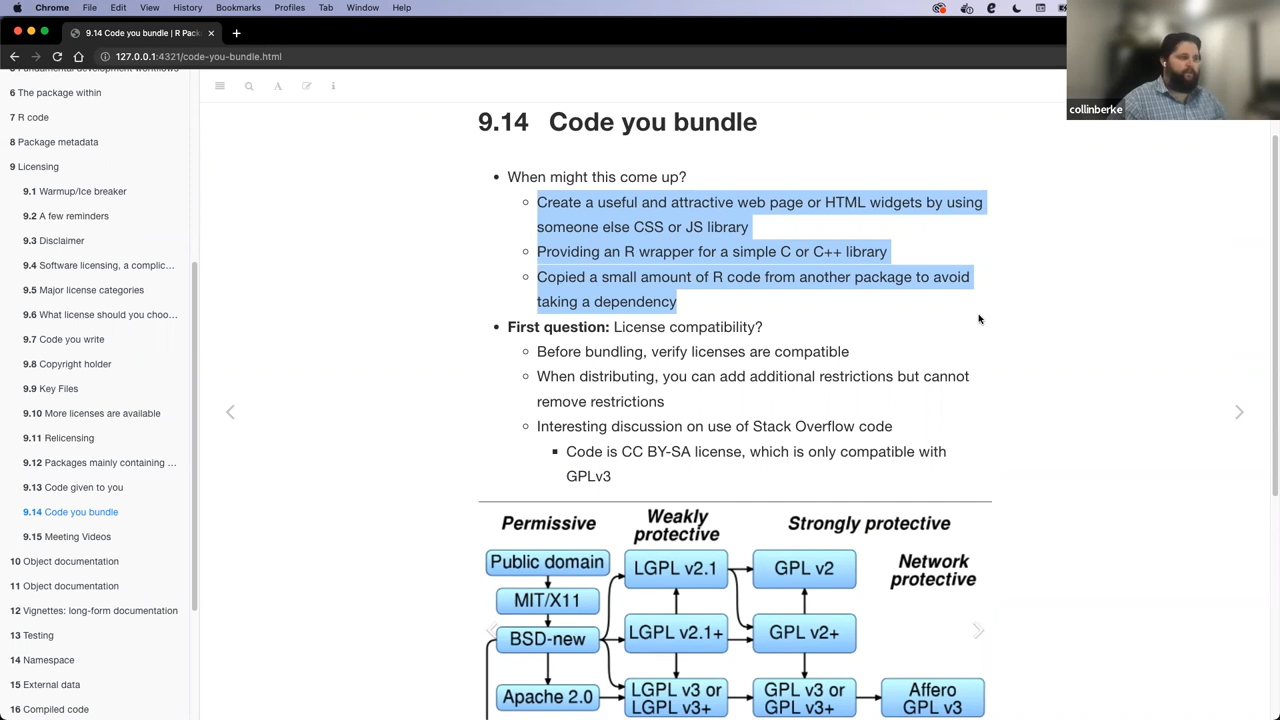 Chrome File Edit View History Bookmarks Profiles Tab Window Help
9.14 Code you bundle | R Pack
127.0.0.1:4321/code-you-bundle.html
collinberke
5 Fundamental development workflows
6 The package within
7 R code
8 Package metadata
9 Licensing
9.1 Warmup/Ice breaker
9.2 A few reminders
9.3 Disclaimer
9.4 Software licensing, a complic…
9.5 Major license categories
9.6 What license should you choo…
9.7 Code you write
9.8 Copyright holder
9.9 Key Files
9.10 More licenses are available
9.11 Relicensing
9.12 Packages mainly containing …
9.13 Code given to you
9.14 Code you bundle
9.15 Meeting Videos
10 Object documentation
11 Object documentation
12 Vignettes: long-form documentation
13 Testing
14 Namespace
15 External data
16 Compiled code
9.14 Code you bundle
When might this come up?
Create a useful and attractive web page or HTML widgets by using
someone else CSS or JS library
Providing an R wrapper for a simple C or C++ library
Copied a small amount of R code from another package to avoid
taking a dependency
First question: License compatibility?
Before bundling, verify licenses are compatible
When distributing, you can add additional restrictions but cannot
remove restrictions
Interesting discussion on use of Stack Overflow code
Code is CC BY-SA license, which is only compatible with
GPLv3
Permissive
Weakly
protective
Strongly protective
Network
protective
Public domain
LGPL v2.1
GPL v2
MIT/X11
BSD-new
LGPL v2.1+
GPL v2+
Apache 2.0
LGPL v3 or
LGPL v3+
GPL v3 or
GPL v3+
Affero
GPL v3